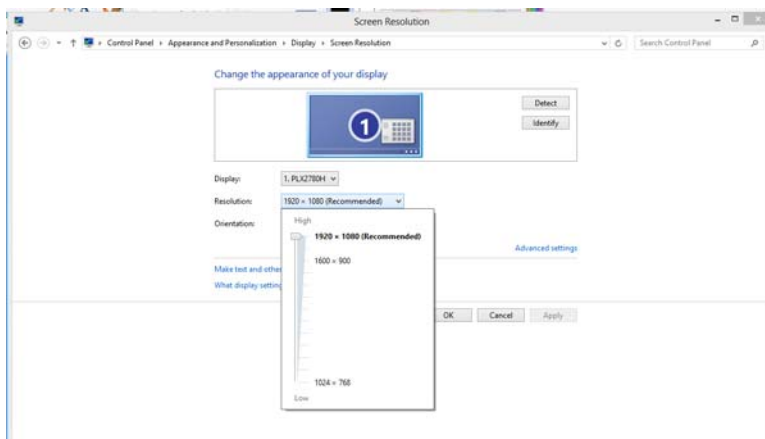 Screen Resolution
Control Panel › Appearance and Personalization › Display › Screen Resolution
Search Control Panel
Change the appearance of your display
1
Detect
Identify
Display:
1. PLX2780H
Resolution:
1920 × 1080 (Recommended)
Orientation:
High
1920 × 1080 (Recommended)
1600 × 900
Advanced settings
Make text and other
What display setting
OK
Cancel
Apply
1024 × 768
Low